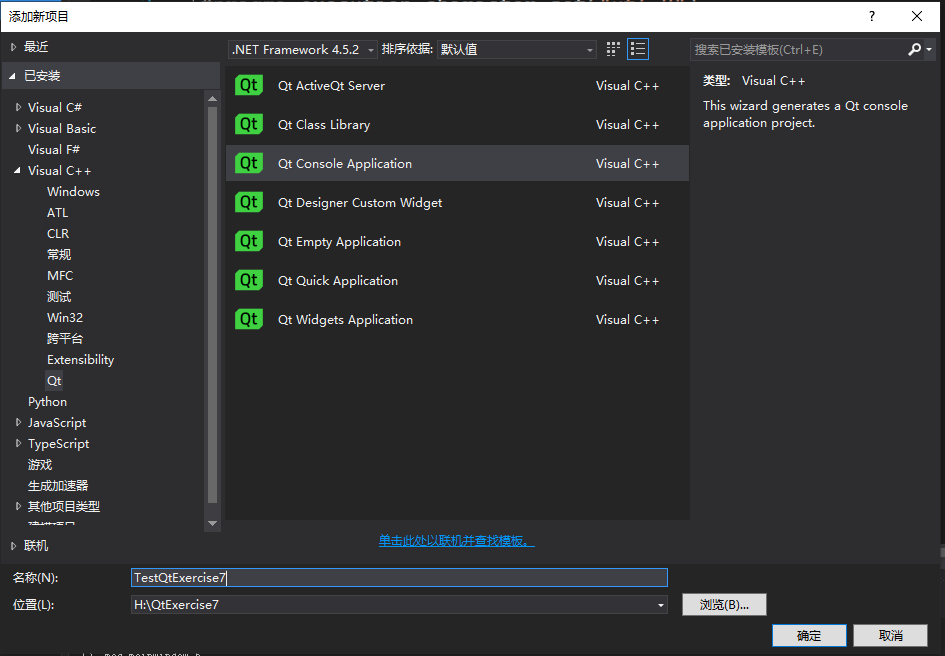 添加新项目
?
最近
.NET Framework 4.5.2
排序依据:
默认值
搜索已安装模板(Ctrl+E)
已安装
Visual C#
Visual Basic
Visual F#
Visual C++
Windows
ATL
CLR
常规
MFC
测试
Win32
跨平台
Extensibility
Qt
Python
JavaScript
TypeScript
游戏
生成加速器
其他项目类型
联机
Qt Qt ActiveQt Server Visual C++
Qt Qt Class Library Visual C++
Qt Qt Console Application Visual C++
Qt Qt Designer Custom Widget Visual C++
Qt Qt Empty Application Visual C++
Qt Qt Quick Application Visual C++
Qt Qt Widgets Application Visual C++
单击此处以联机并查找模板。
类型: Visual C++
This wizard generates a Qt console
application project.
名称(N):
TestQtExercise7
位置(L):
H:\QtExercise7
浏览(B)...
确定
取消